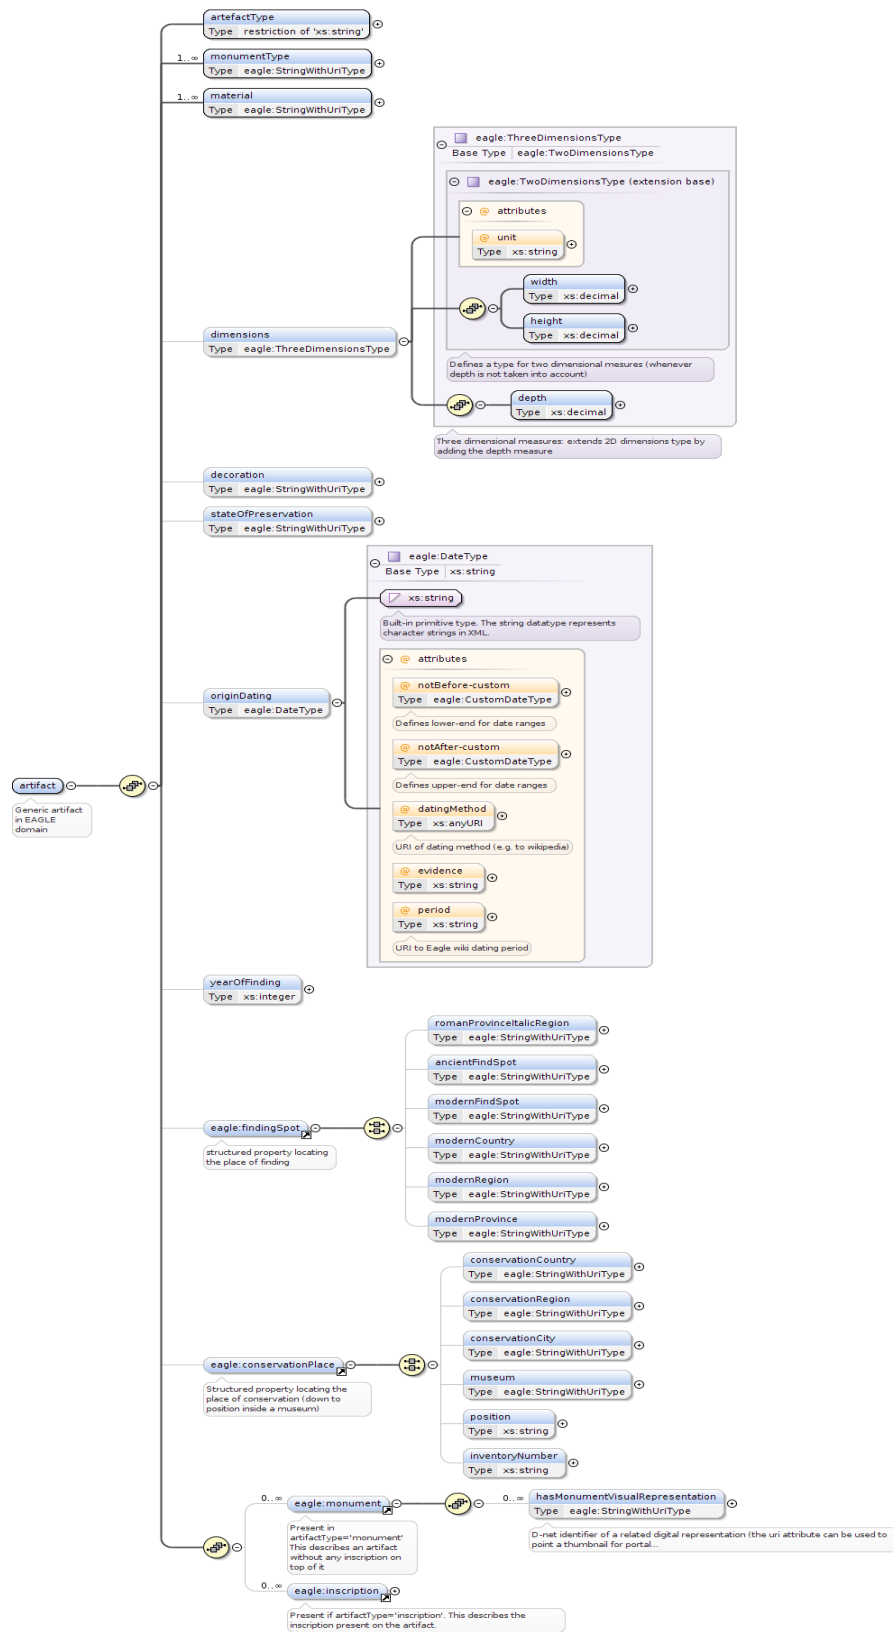 artefactType
Type restriction of 'xs:string'
1..∞
monumentType
Type eagle:StringWithUriType
1..∞
material
Type eagle:StringWithUriType
eagle:ThreeDimensionsType
Base Type eagle:TwoDimensionsType
eagle:TwoDimensionsType (extension base)
@ attributes
@ unit
Type xs:string
width
Type xs:decimal
height
Type xs:decimal
dimensions
Type eagle:ThreeDimensionsType
Defines a type for two dimensional mesures (whenever
depth is not taken into account)
depth
Type xs:decimal
Three dimensional measures: extends 2D dimensions type by
adding the depth measure
decoration
Type eagle:StringWithUriType
stateOfPreservation
Type eagle:StringWithUriType
eagle:DateType
Base Type xs:string
xs:string
Built-in primitive type. The string datatype represents
character strings in XML.
@ attributes
@ notBefore-custom
Type eagle:CustomDateType
Defines lower-end for date ranges
originDating
Type eagle:DateType
@ notAfter-custom
Type eagle:CustomDateType
Defines upper-end for date ranges
artifact
Generic artifact
in EAGLE
domain
@ datingMethod
Type xs:anyURI
URI of dating method (e.g. to wikipedia)
@ evidence
Type xs:string
@ period
Type xs:string
URI to Eagle wiki dating period
yearOfFinding
Type xs:integer
romanProvinceItalicRegion
Type eagle:StringWithUriType
ancientFindSpot
Type eagle:StringWithUriType
modernFindSpot
Type eagle:StringWithUriType
eagle:findingSpot
structured property locating
the place of finding
modernCountry
Type eagle:StringWithUriType
modernRegion
Type eagle:StringWithUriType
modernProvince
Type eagle:StringWithUriType
conservationCountry
Type eagle:StringWithUriType
conservationRegion
Type eagle:StringWithUriType
conservationCity
Type eagle:StringWithUriType
eagle:conservationPlace
Structured property locating the
place of conservation (down to
position inside a museum)
museum
Type eagle:StringWithUriType
position
Type xs:string
inventoryNumber
Type xs:string
0..∞
eagle:monument
0..∞
hasMonumentVisualRepresentation
Type eagle:StringWithUriType
Present in
artifactType='monument'
This describes an artifact
without any inscription on
top of it
D-net identifier of a related digital representation (the uri attribute can be used to
point a thumbnail for portal...
0..∞
eagle:inscription
Present if artifactType='inscription'. This describes the
inscription present on the artifact.